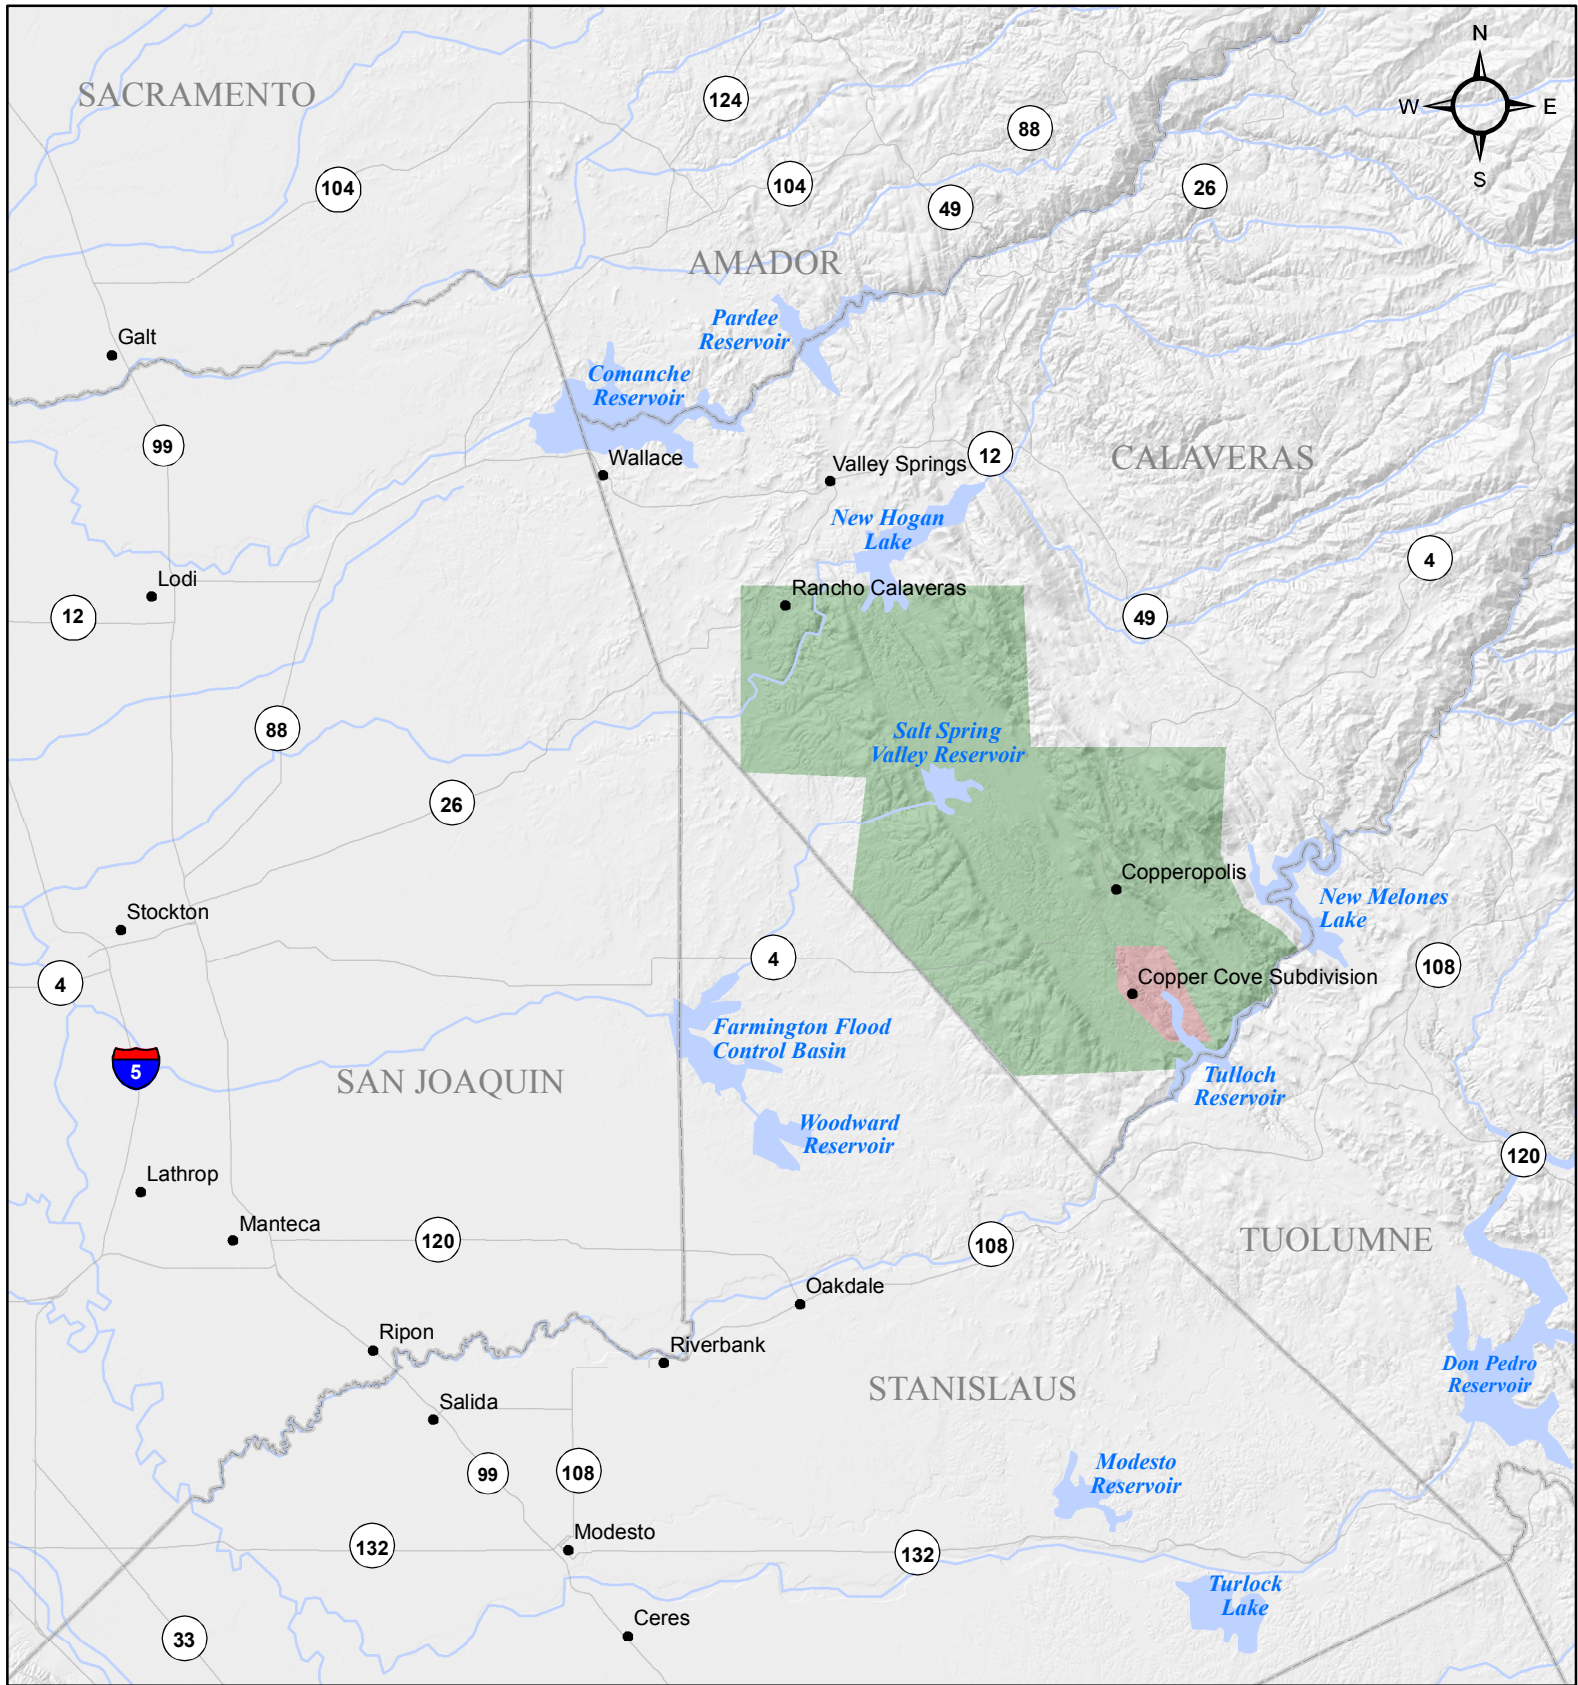 N
SACRAMENTO
124
W
E
88
S
104
104
26
49
AMADOR
Pardee
Reservoir
Galt
Comanche
Reservoir
99
Wallace
Valley Springs
12
CALAVERAS
New Hogan
Lake
4
Lodi
Rancho Calaveras
12
49
88
Salt Spring
Valley Reservoir
26
Copperopolis
New Melones
Lake
Stockton
4
4
108
Copper Cove Subdivision
Farmington Flood
Control Basin
5
SAN JOAQUIN
Tulloch
Reservoir
Woodward
Reservoir
120
Lathrop
Manteca
120
108
TUOLUMNE
Oakdale
Ripon
Riverbank
Don Pedro
Reservoir
STANISLAUS
Salida
99
108
Modesto
Reservoir
Modesto
132
132
Turlock
Lake
Ceres
33